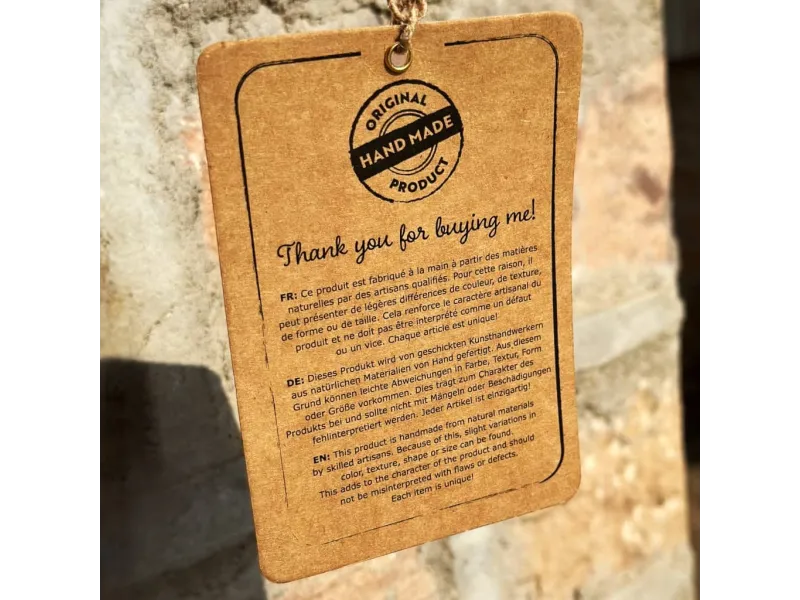 ORIGINAL
HAND MADE
PRODUCT
Thank you for buying me!
FR: Ce produit est fabriqué à la main à partir des matières
naturelles par des artisans qualifiés. Pour cette raison, il
peut présenter de légères différences de couleur, de texture,
de forme ou de taille. Cela renforce le caractère artisanal du
produit et ne doit pas être interprété comme un défaut
ou un vice. Chaque article est unique!
DE: Dieses Produkt wird von geschickten Kunsthandwerkern
aus natürlichen Materialien von Hand gefertigt. Aus diesem
Grund können leichte Abweichungen in Farbe, Textur, Form
oder Größe vorkommen. Dies trägt zum Charakter des
Produkts bei und sollte nicht mit Mängeln oder Beschädigungen
fehlinterpretiert werden. Jeder Artikel ist einzigartig!
EN: This product is handmade from natural materials
by skilled artisans. Because of this, slight variations in
color, texture, shape or size can be found.
This adds to the character of the product and should
not be misinterpreted with flaws or defects.
Each item is unique!